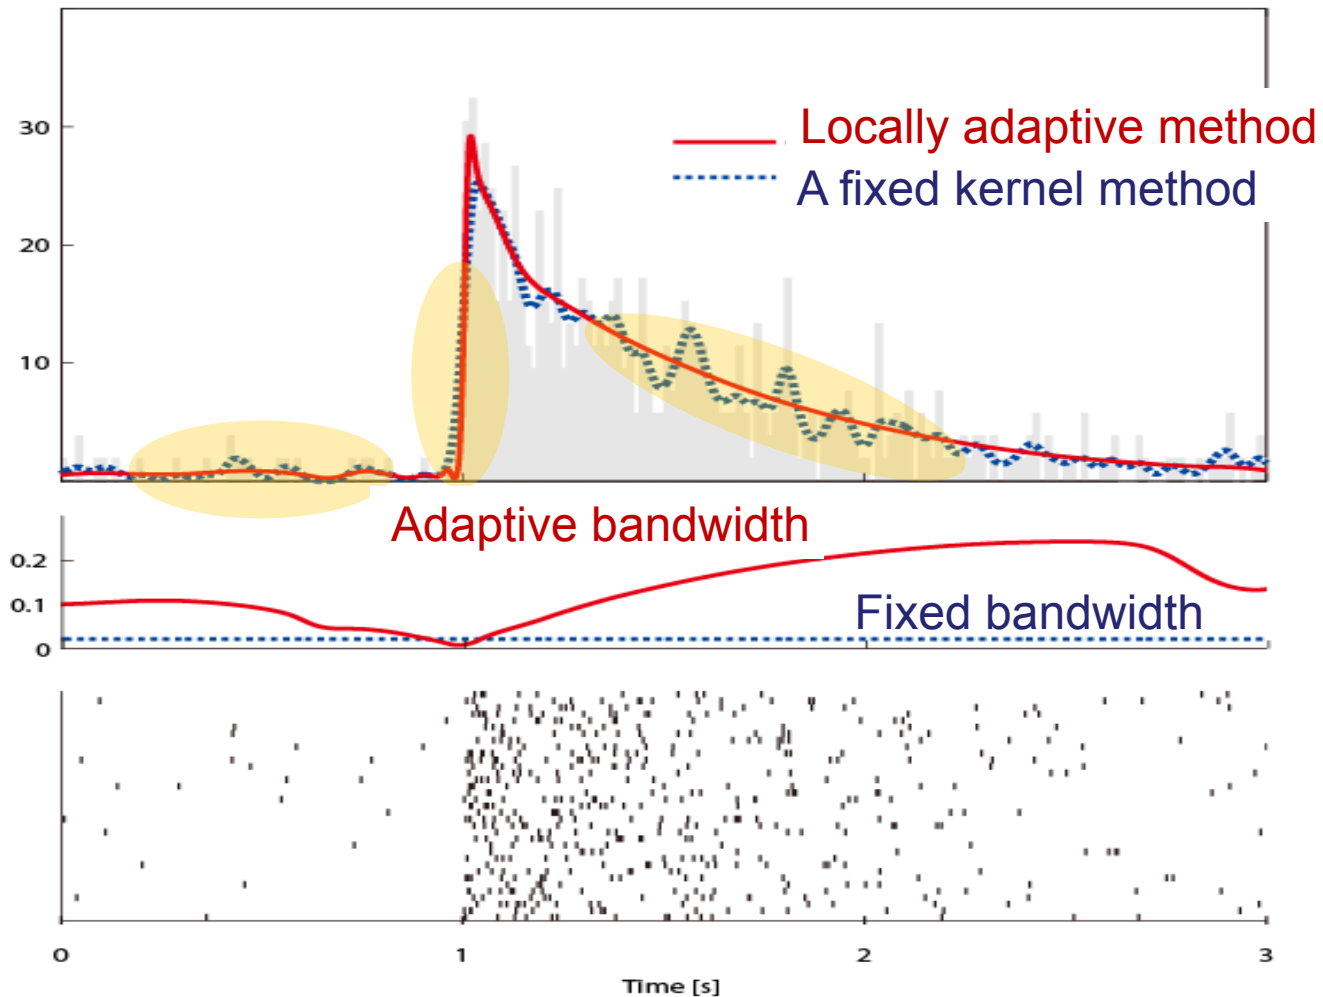 30
20
10
Locally adaptive method
A fixed kernel method
Adaptive bandwidth
0.2
0.1
0
Fixed bandwidth
0
1
2
3
Time [s]